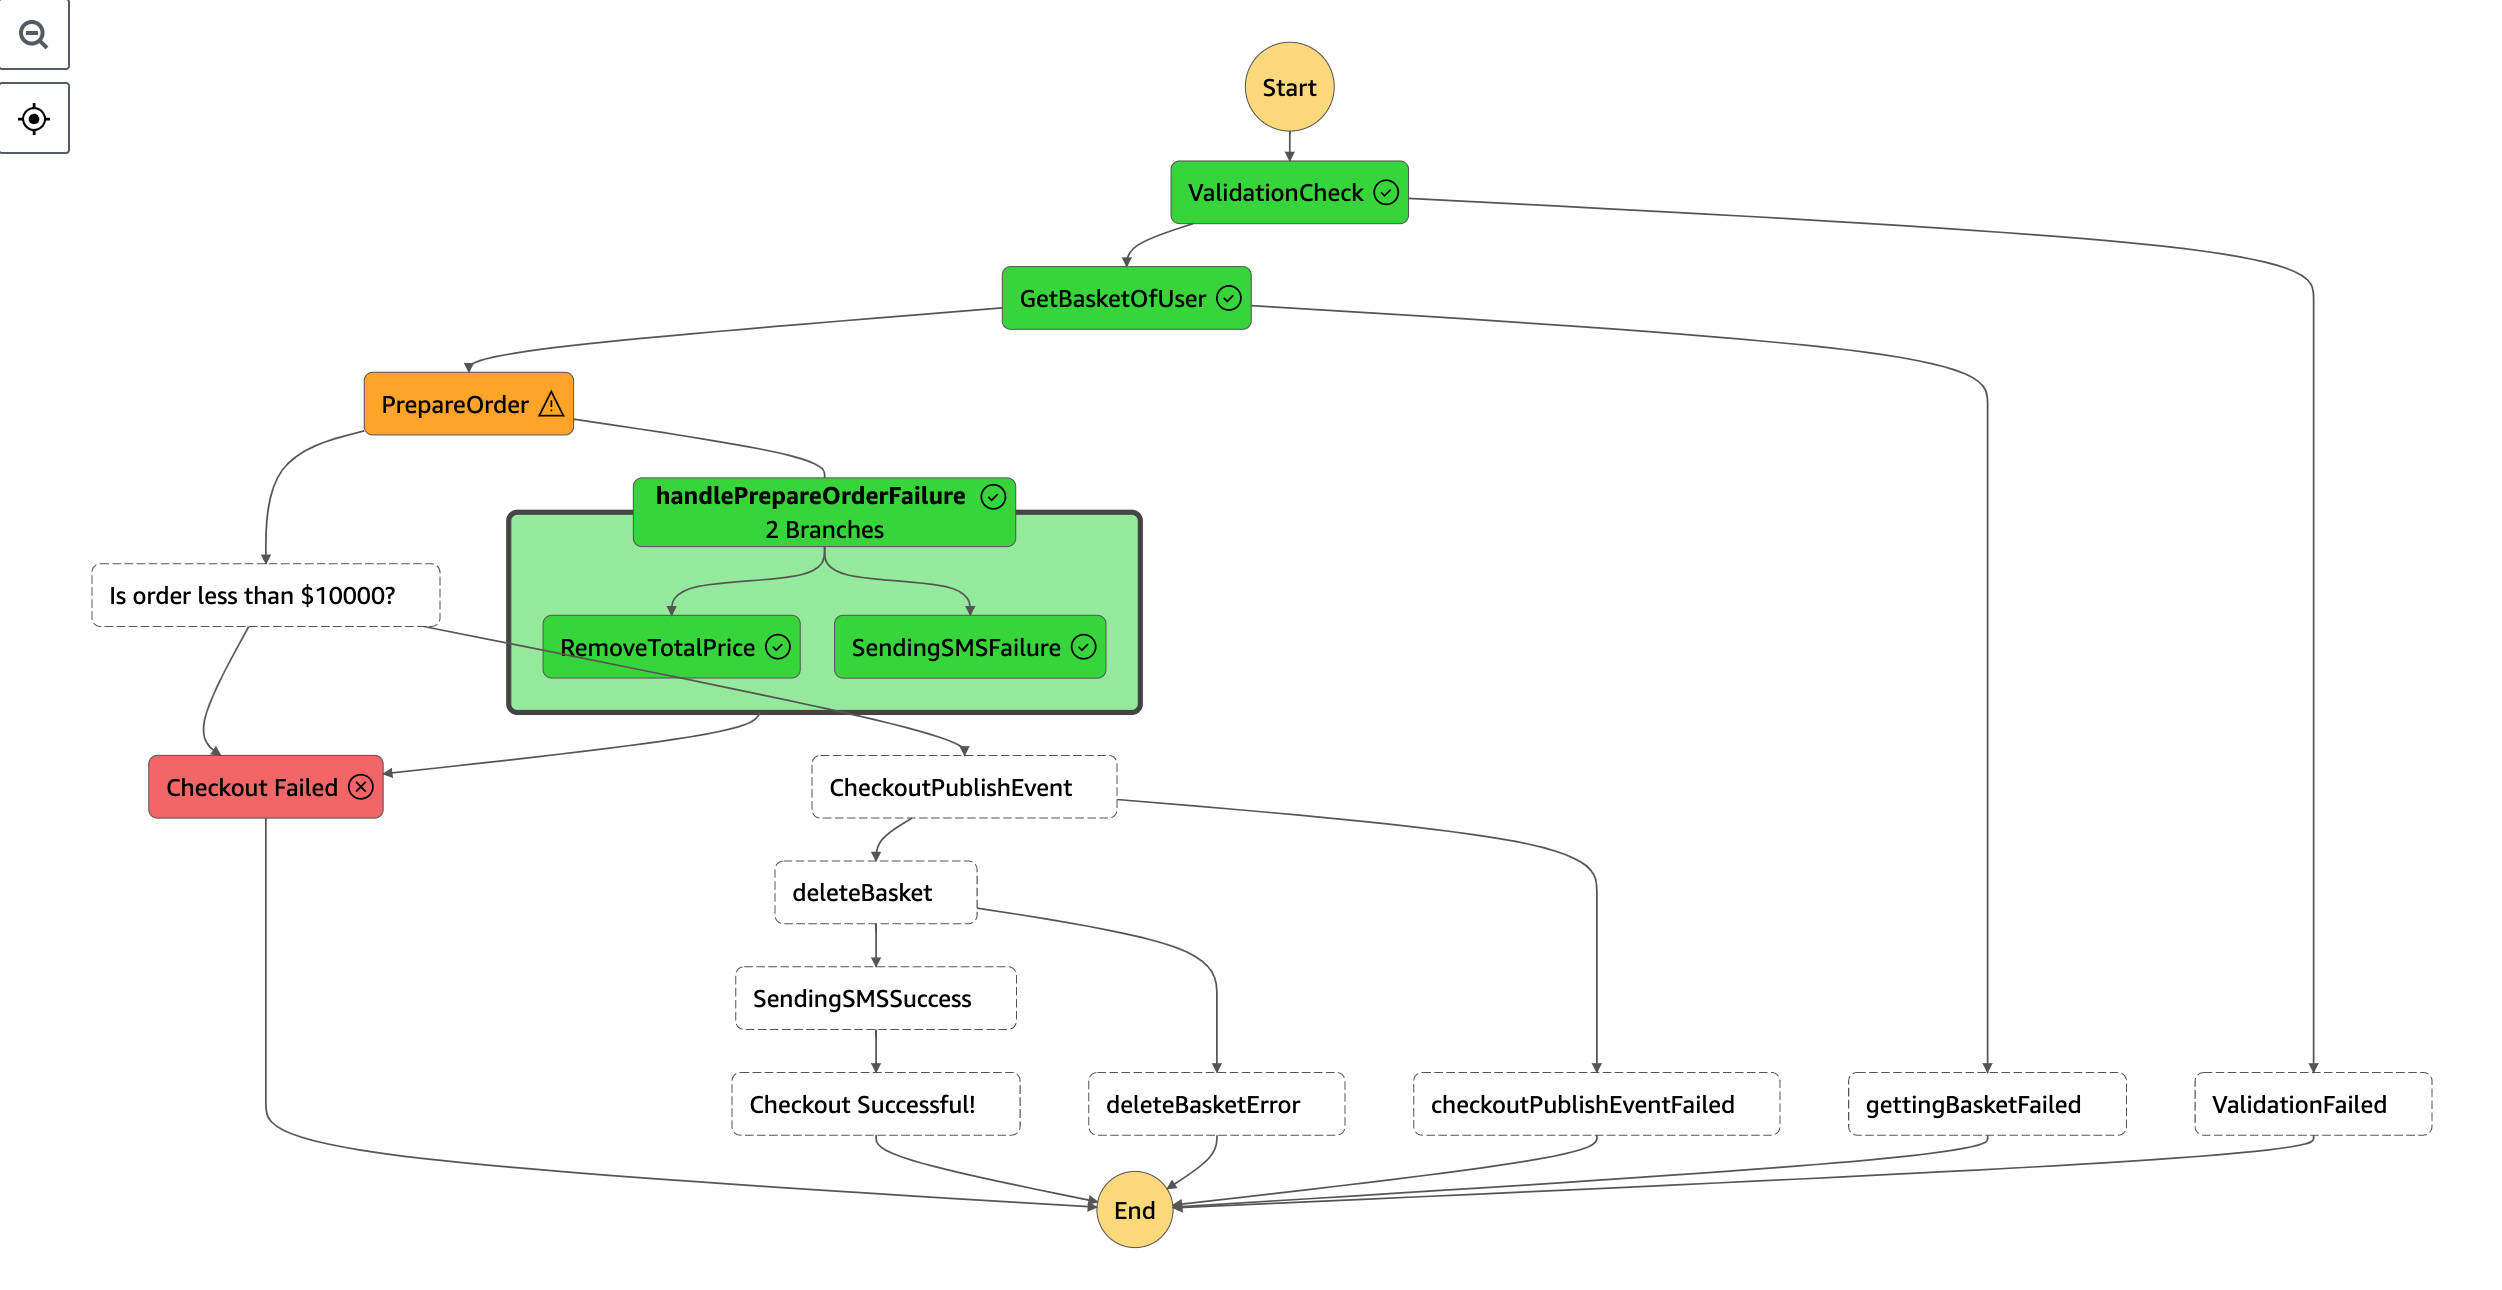 Start
ValidationCheck
GetBasketOfUser
PrepareOrder
handlePrepareOrderFailure
2 Branches
Is order less than $10000?
RemoveTotalPrice
SendingSMSFailure
Checkout Failed
CheckoutPublishEvent
deleteBasket
SendingSMSSuccess
Checkout Successful!
deleteBasketError
checkoutPublishEventFailed
gettingBasketFailed
ValidationFailed
End